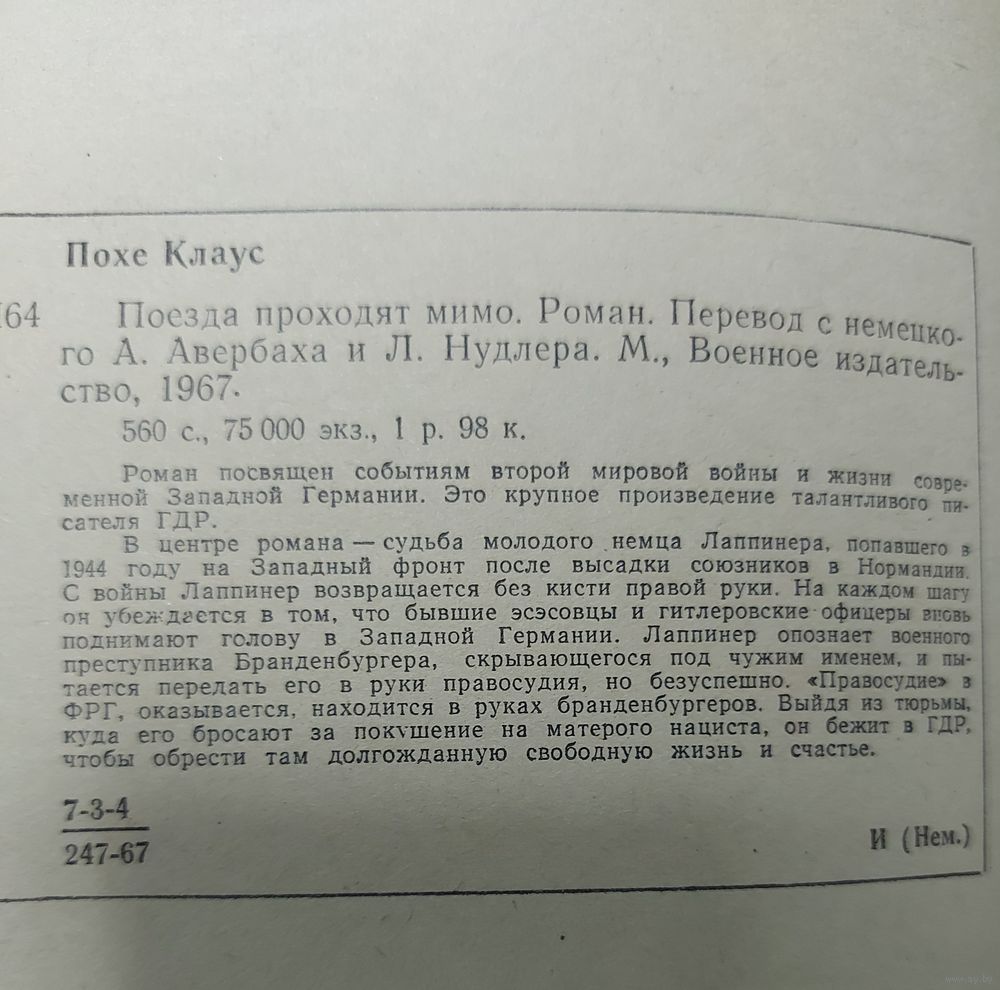 Похе Клаус
64 Поезда проходят мимо. Роман. Перевод с немецко-
го А. Авербаха и Л. Нудлера. М., Военное издатель-
ство, 1967.
560 с., 75 000 экз., 1 р. 98 к.
Роман посвящен событиям второй мировой войны и жизни совре-
менной Западной Германии. Это крупное произведение талантливого пи-
сателя ГДР.
В центре романа — судьба молодого немца Лаппинера, попавшего в
1944 году на Западный фронт после высадки союзников в Нормандии.
С войны Лаппинер возвращается без кисти правой руки. На каждом шагу
он убеждается в том, что бывшие эсэсовцы и гитлеровские офицеры вновь
поднимают голову в Западной Германии. Лаппинер опознает военного
преступника Бранденбургера, скрывающегося под чужим именем, и пы-
тается перелать его в руки правосудия, но безуспешно. «Правосудие» в
ФРГ, оказывается, находится в руках бранденбургеров. Выйдя из тюрьмы,
куда его бросают за покушение на матерого нациста, он бежит в ГДР,
чтобы обрести там долгожданную свободную жизнь и счастье.
7-3-4
247-67
И (Нем.)